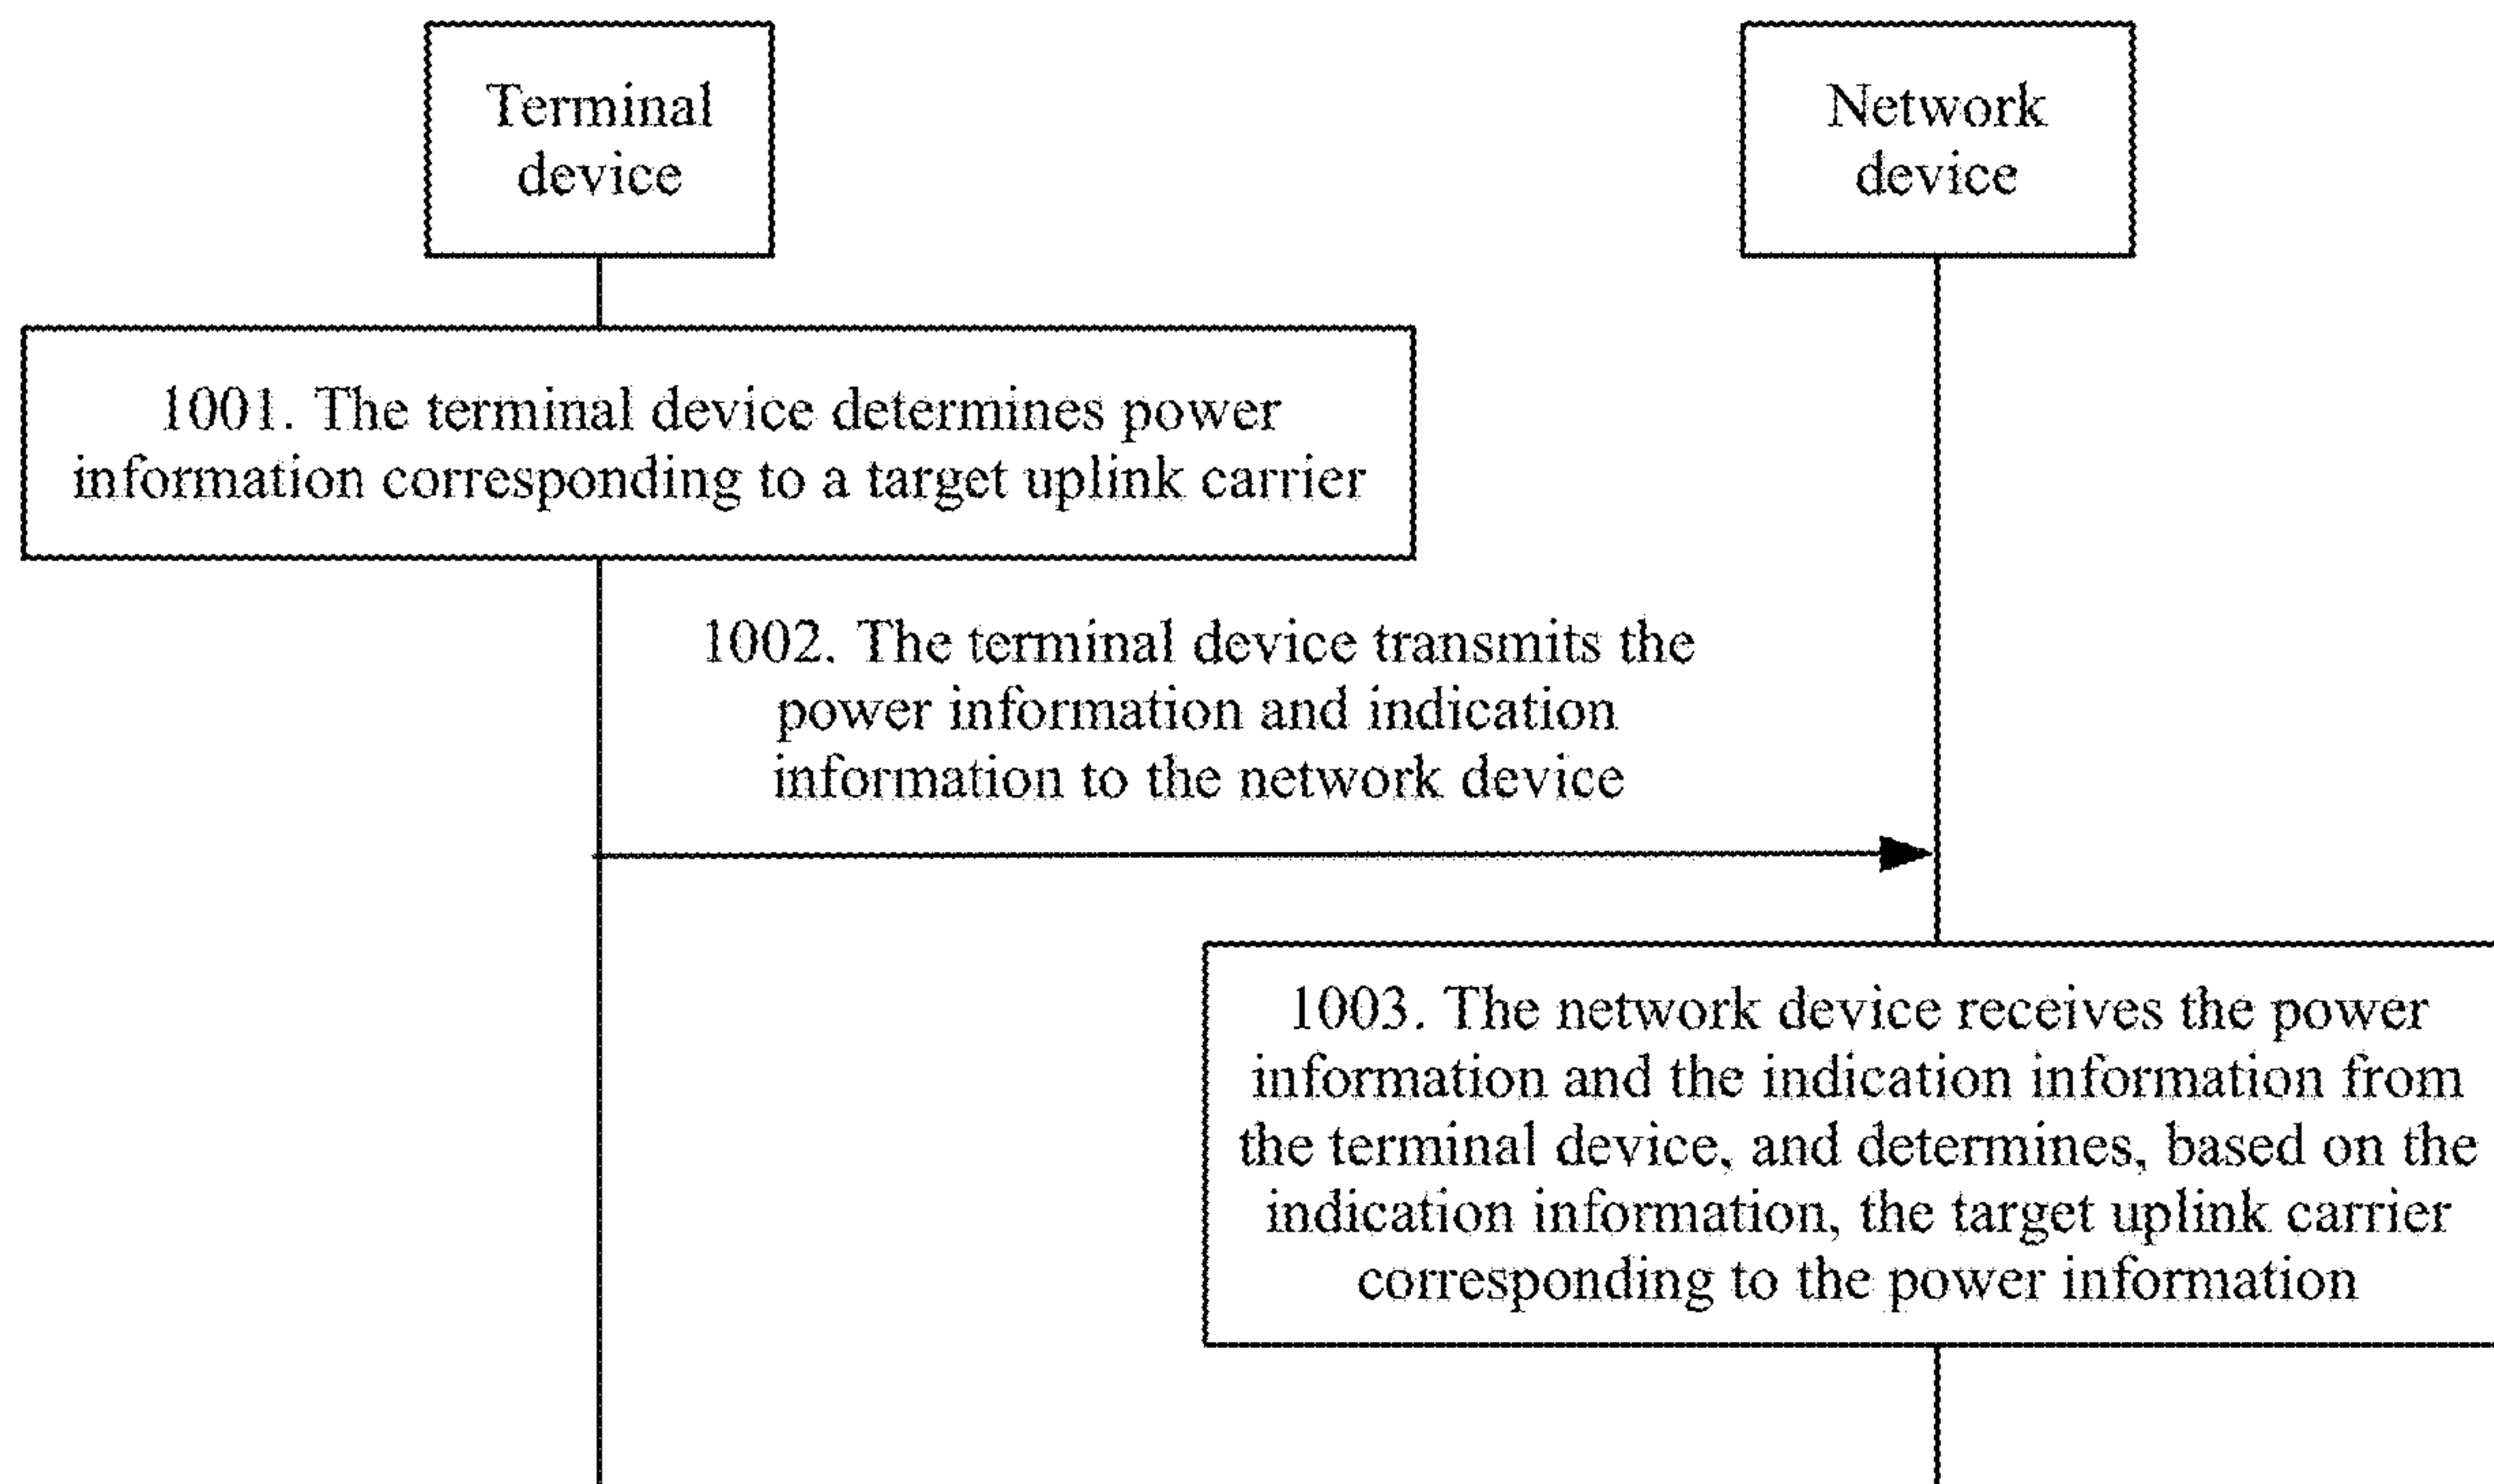 Terminal
device
Network
device
1001. The terminal device determines power
information corresponding to a target uplink carrier
1002. The terminal device transmits the
power information and indication
information to the network device
1003. The network device receives the power
information and the indication information from
the terminal device, and determines, based on the
indication information, the target uplink carrier
corresponding to the power information